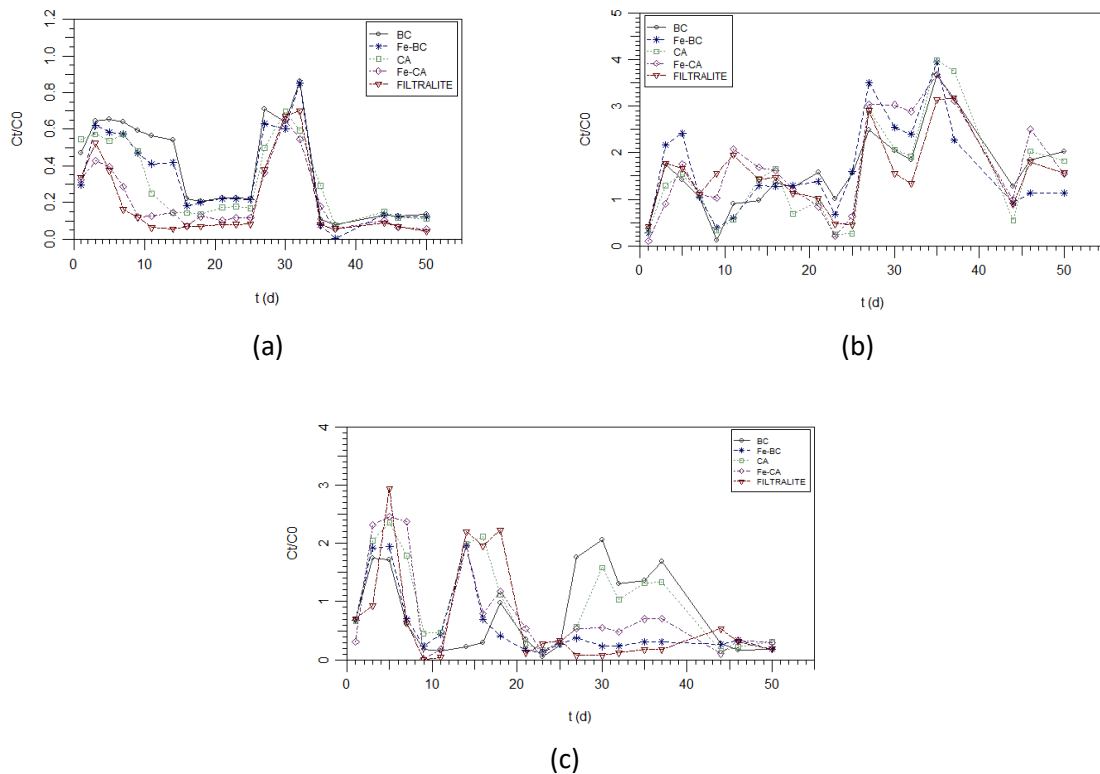 1.2
1.0
0.8
0.6
0.4
0.2
0.0
Ct/C0
0 10 20 30 40 50
t (d)
BC
Fe-BC
CA
Fe-CA
FILTRALITE
(a)
5
4
3
2
1
0
Ct/C0
0 10 20 30 40 50
t (d)
BC
Fe-BC
CA
Fe-CA
FILTRALITE
(b)
4
3
2
1
0
Ct/C0
0 10 20 30 40 50
t (d)
BC
Fe-BC
CA
Fe-CA
FILTRALITE
(c)